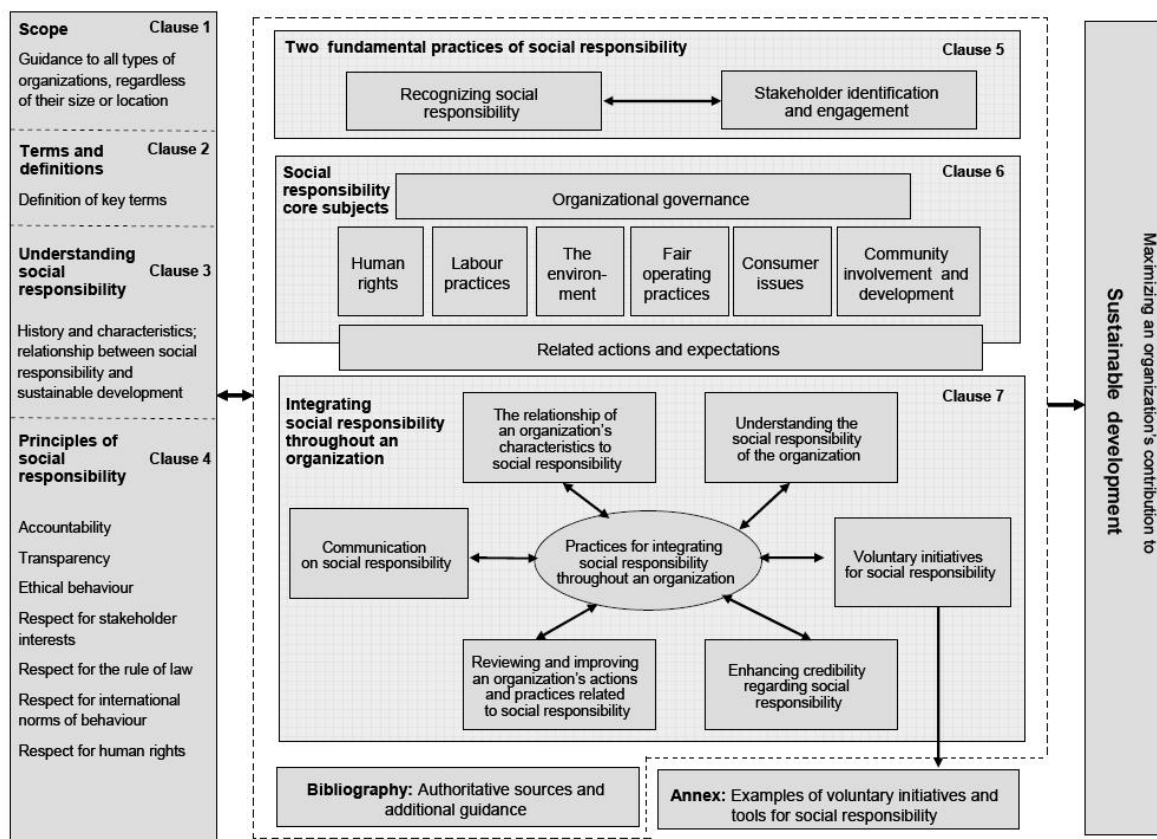 Scope Clause 1
Guidance to all types of
organizations, regardless
of their size or location
Terms and Clause 2
definitions
Definition of key terms
Understanding
social Clause 3
responsibility
History and characteristics;
relationship between social
responsibility and
sustainable development
Principles of
social Clause 4
responsibility
Accountability
Transparency
Ethical behaviour
Respect for stakeholder
interests
Respect for the rule of law
Respect for international
norms of behaviour
Respect for human rights
Two fundamental practices of social responsibility Clause 5
Recognizing social
responsibility
Stakeholder identification
and engagement
Social
responsibility
core subjects
Clause 6
Organizational governance
Human
rights
Labour
practices
The
environ-
ment
Fair
operating
practices
Consumer
issues
Community
involvement and
development
Related actions and expectations
Integrating
social responsibility
throughout an
organization
Clause 7
The relationship of
an organization's
characteristics to
social responsibility
Understanding the
social responsibility
of the organization
Communication
on social responsibility
Practices for integrating
social responsibility
throughout an organization
Voluntary initiatives
for social responsibility
Reviewing and improving
an organization's actions
and practices related
to social responsibility
Enhancing credibility
regarding social
responsibility
Bibliography: Authoritative sources and
additional guidance
Annex: Examples of voluntary initiatives and
tools for social responsibility
Maximizing an organization's contribution to
Sustainable development